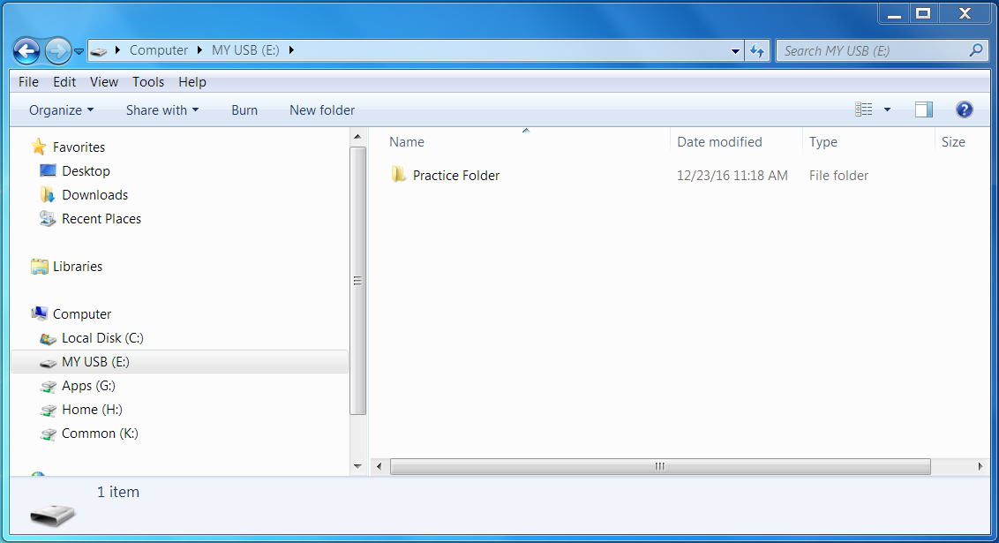 Computer MY USB (E:)
Search MY USB (E:)
File Edit View Tools Help
Organize Share with Burn New folder
Favorites
Desktop
Downloads
Recent Places
Libraries
Computer
Local Disk (C:)
MY USB (E:)
Apps (G:)
Home (H:)
Common (K:)
Name Date modified Type Size
Practice Folder 12/23/16 11:18 AM File folder
1 item